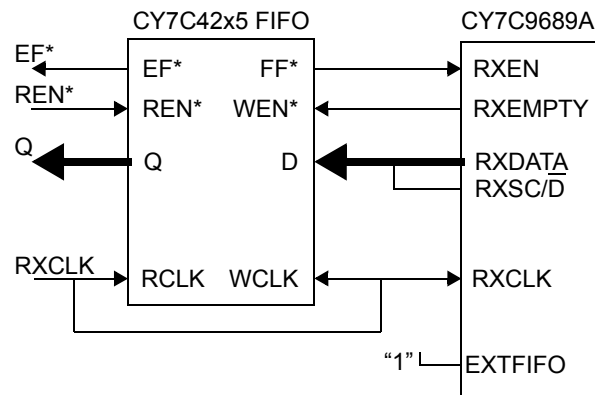 CY7C42x5 FIFO CY7C9689A
EF* EF* FF* RXEN
REN* REN* WEN* RXEMPTY
Q Q D RXDATA
RXSC/D̅
RXCLK RCLK WCLK RXCLK
“1” EXTFIFO